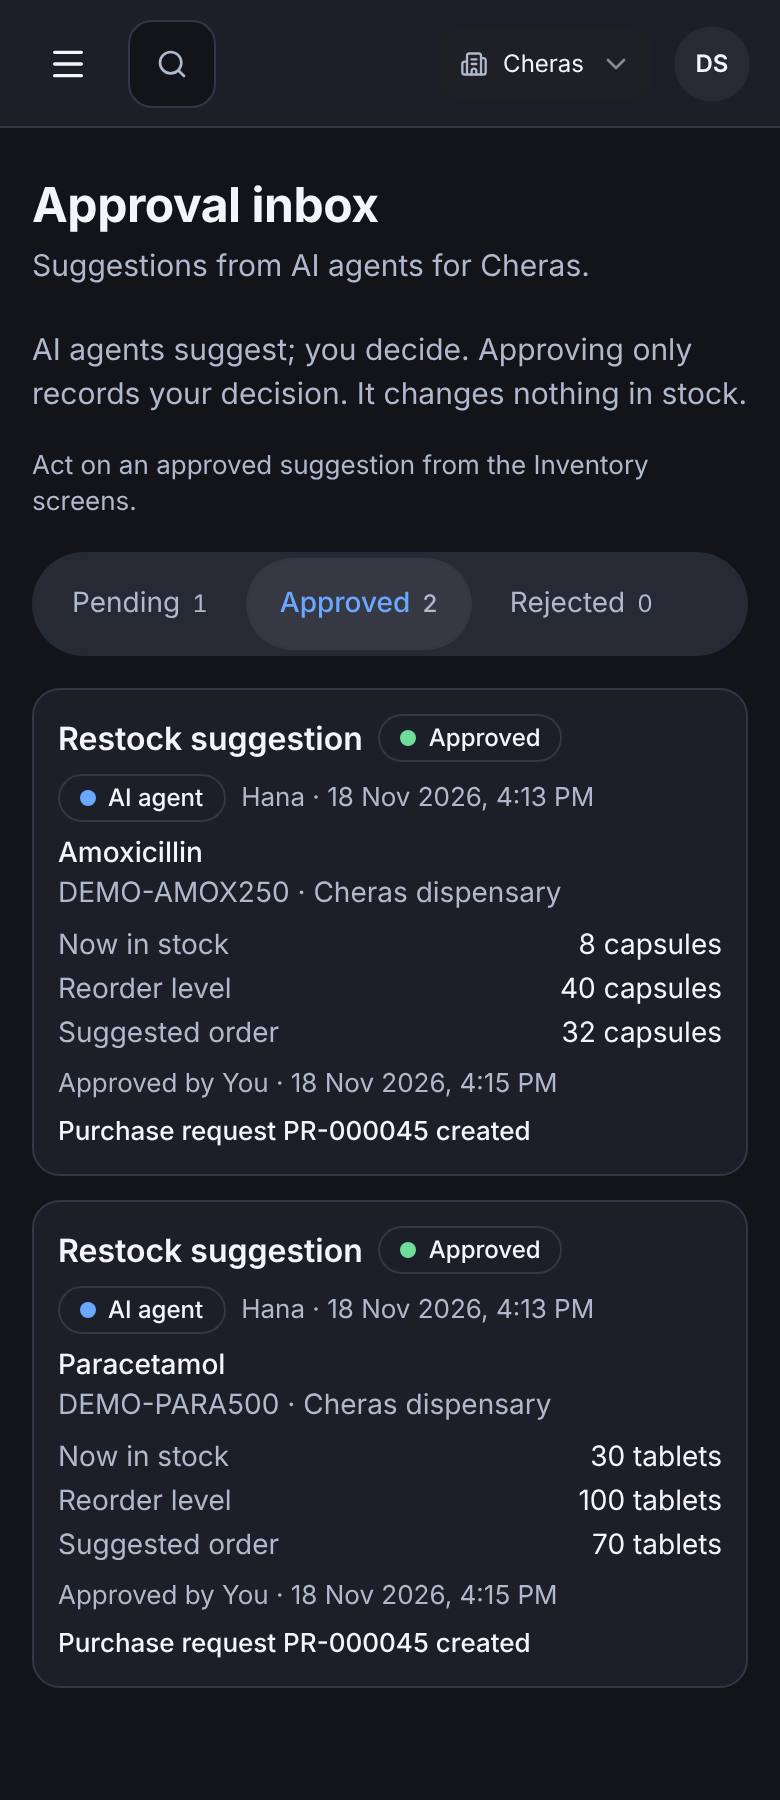 Cheras
DS
Approval inbox
Suggestions from AI agents for Cheras.
AI agents suggest; you decide. Approving only
records your decision. It changes nothing in stock.
Act on an approved suggestion from the Inventory
screens.
Pending 1 Approved 2 Rejected 0
Restock suggestion Approved
AI agent Hana · 18 Nov 2026, 4:13 PM
Amoxicillin
DEMO-AMOX250 · Cheras dispensary
Now in stock 8 capsules
Reorder level 40 capsules
Suggested order 32 capsules
Approved by You · 18 Nov 2026, 4:15 PM
Purchase request PR-000045 created
Restock suggestion Approved
AI agent Hana · 18 Nov 2026, 4:13 PM
Paracetamol
DEMO-PARA500 · Cheras dispensary
Now in stock 30 tablets
Reorder level 100 tablets
Suggested order 70 tablets
Approved by You · 18 Nov 2026, 4:15 PM
Purchase request PR-000045 created